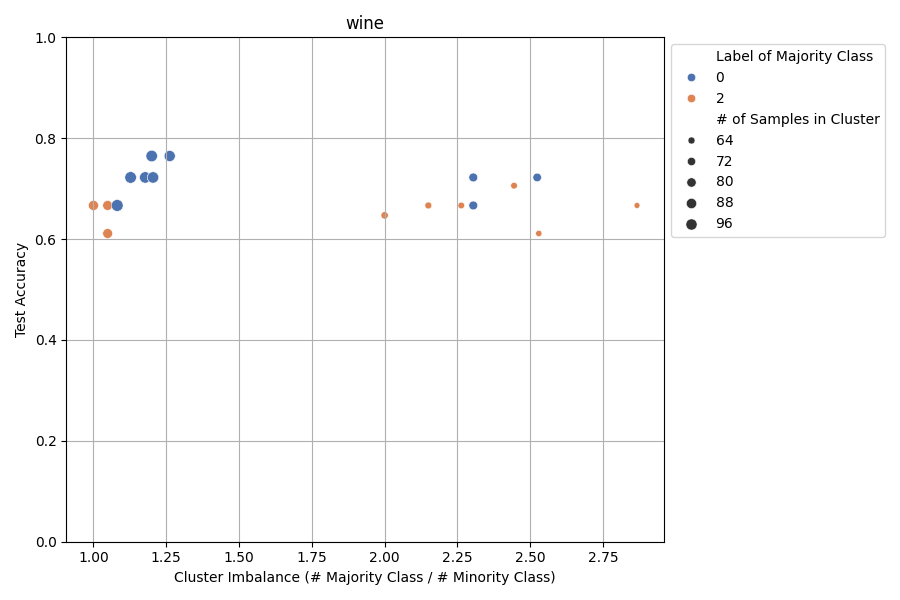 wine
1.0
0.8
0.6
0.4
0.2
0.0
Test Accuracy
1.00 1.25 1.50 1.75 2.00 2.25 2.50 2.75
Cluster Imbalance (# Majority Class / # Minority Class)
Label of Majority Class
0
2
# of Samples in Cluster
64
72
80
88
96